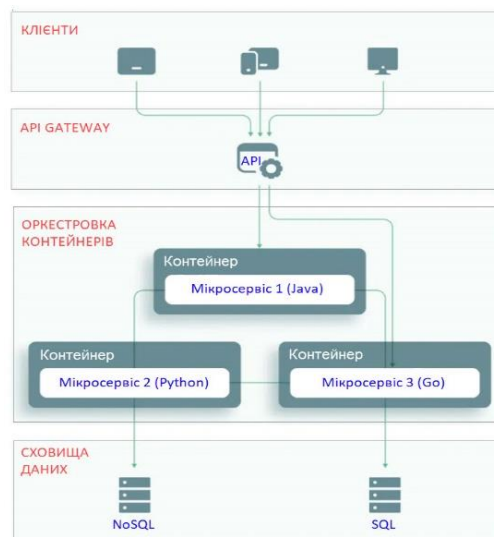 КЛІЄНТИ
API GATEWAY
API
ОРКЕСТРОВКА
КОНТЕЙНЕРІВ
Контейнер
Мікросервіс 1 (Java)
Контейнер
Мікросервіс 2 (Python)
Контейнер
Мікросервіс 3 (Go)
СХОВИЩА
ДАНИХ
NoSQL
SQL